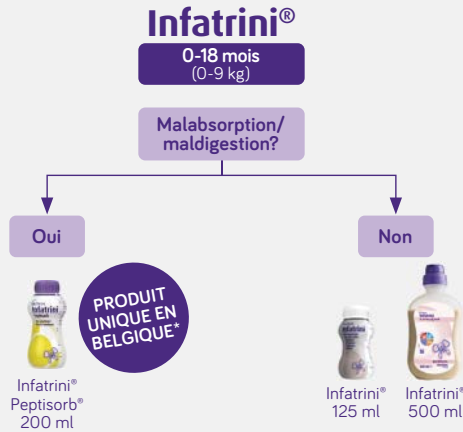 Infatrini®
0-18 mois
(0-9 kg)
Malabsorption/
maldigestion?
Oui
Non
Infatrini
PRODUIT
UNIQUE EN
BELGIQUE*
Infatrini®
Peptisorb®
200 ml
Infatrini®
125 ml
Infatrini®
500 ml